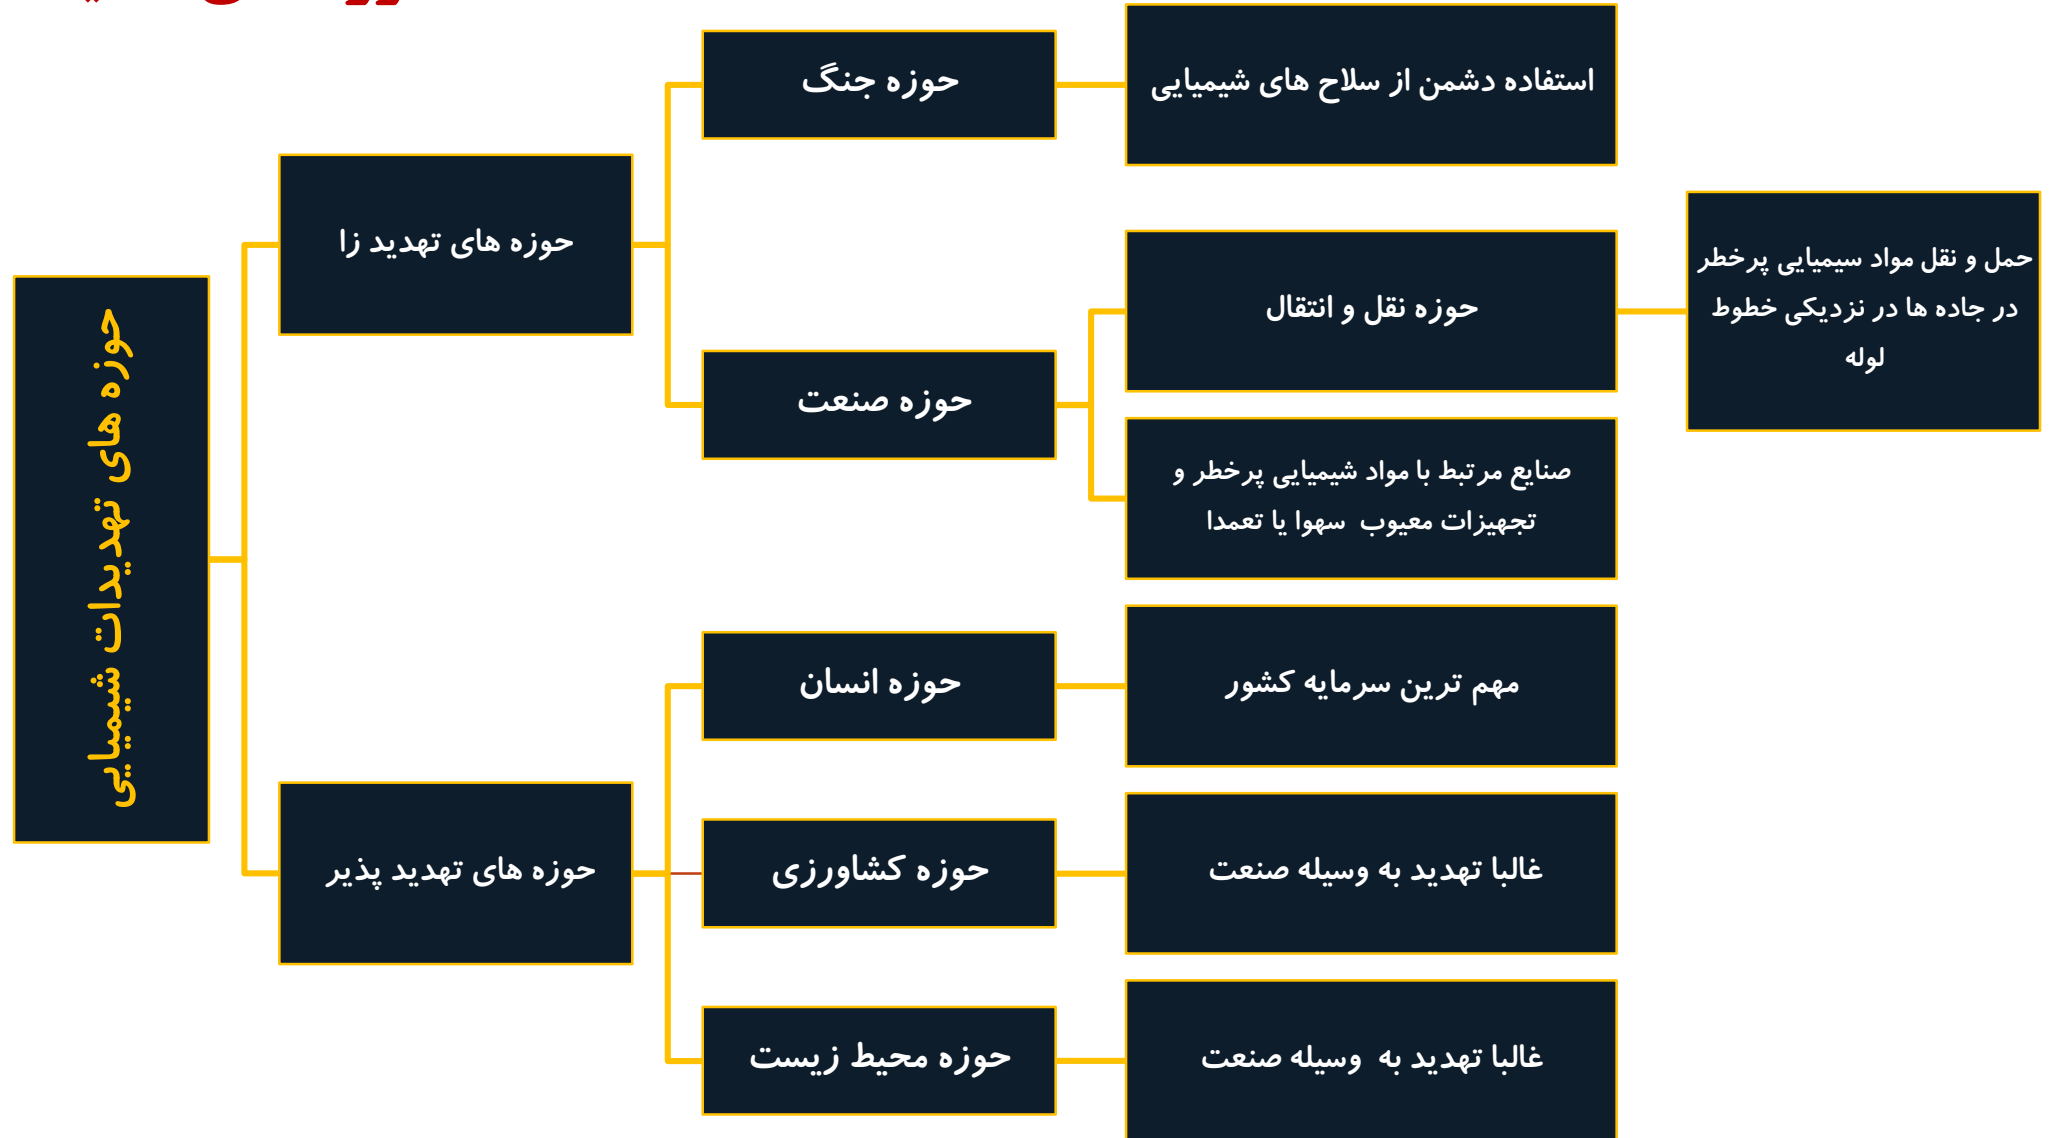 حوزه های تهدیدات شیمیایی
حوزه های تهدید زا
حوزه جنگ
استفاده دشمن از سلاح های شیمیایی
حوزه صنعت
حوزه نقل و انتقال
حمل و نقل مواد سیمیایی پرخطر
در جاده ها در نزدیکی خطوط
لوله
صنایع مرتبط با مواد شیمیایی پرخطر و
تجهیزات معیوب سهوا یا تعمدا
حوزه های تهدید پذیر
حوزه انسان
مهم ترین سرمایه کشور
حوزه کشاورزی
غالبا تهدید به وسیله صنعت
حوزه محیط زیست
غالبا تهدید به وسیله صنعت